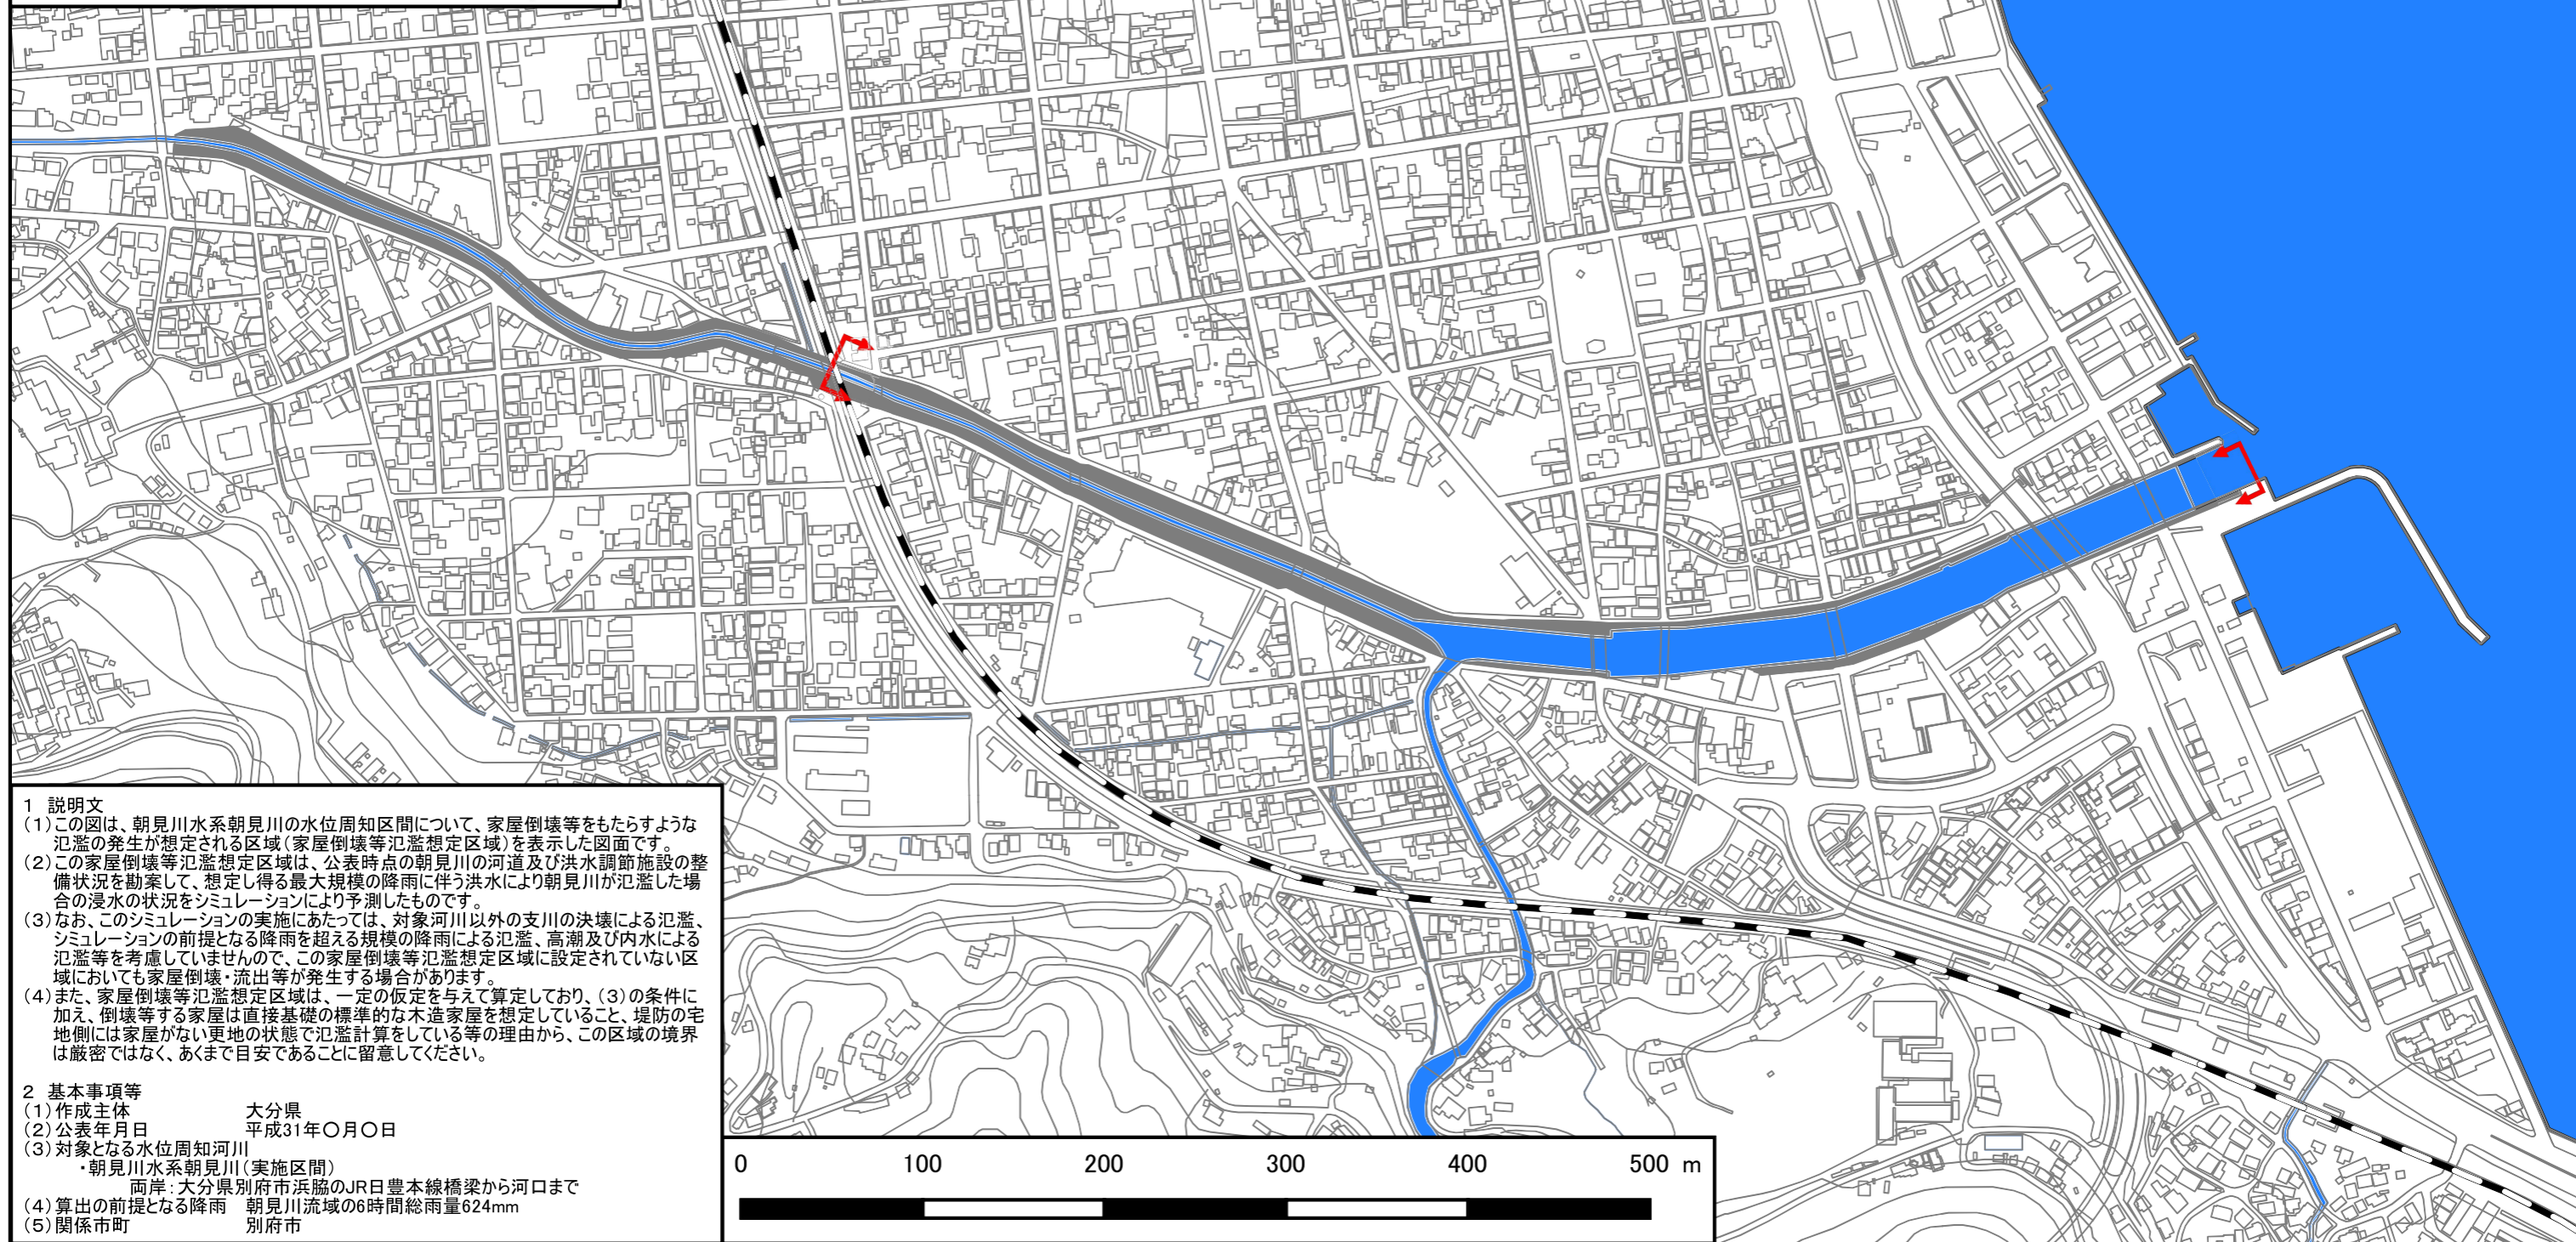 1 説明文
(1)この図は、朝見川水系朝見川の水位周知区間について、家屋倒壊等をもたらすような
氾濫の発生が想定される区域(家屋倒壊等氾濫想定区域)を表示した図面です。
(2)この家屋倒壊等氾濫想定区域は、公表時点の朝見川の河道及び洪水調節施設の整
備状況を勘案して、想定し得る最大規模の降雨に伴う洪水により朝見川が氾濫した場
合の浸水の状況をシミュレーションにより予測したものです。
(3)なお、このシミュレーションの実施にあたっては、対象河川以外の支川の決壊による氾濫、
シミュレーションの前提となる降雨を超える規模の降雨による氾濫、高潮及び内水による
氾濫等を考慮していませんので、この家屋倒壊等氾濫想定区域に設定されていない区
域においても家屋倒壊・流出等が発生する場合があります。
(4)また、家屋倒壊等氾濫想定区域は、一定の仮定を与えて算定しており、(3)の条件に
加え、倒壊等する家屋は直接基礎の標準的な木造家屋を想定していること、堤防の宅
地側には家屋がない更地の状態で氾濫計算をしている等の理由から、この区域の境界
は厳密ではなく、あくまで目安であることに留意してください。
2 基本事項等
(1)作成主体 大分県
(2)公表年月日 平成31年〇月〇日
(3)対象となる水位周知河川
・朝見川水系朝見川(実施区間)
両岸:大分県別府市浜脇のJR日豊本線橋梁から河口まで
(4)算出の前提となる降雨 朝見川流域の6時間総雨量624mm
(5)関係市町 別府市
0 100 200 300 400 500 m